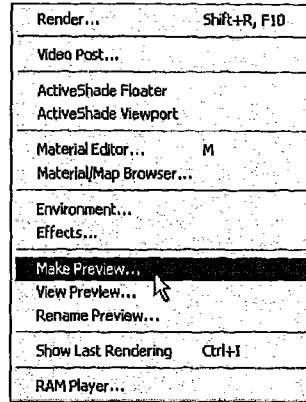 Render... Shift+R, F10
Video Post...
ActiveShade Floater
ActiveShade Viewport
Material Editor... M
Material/Map Browser...
Environment...
Effects...
Make Preview...
View Preview...
Rename Preview...
Show Last Rendering Ctrl+I
RAM Player...